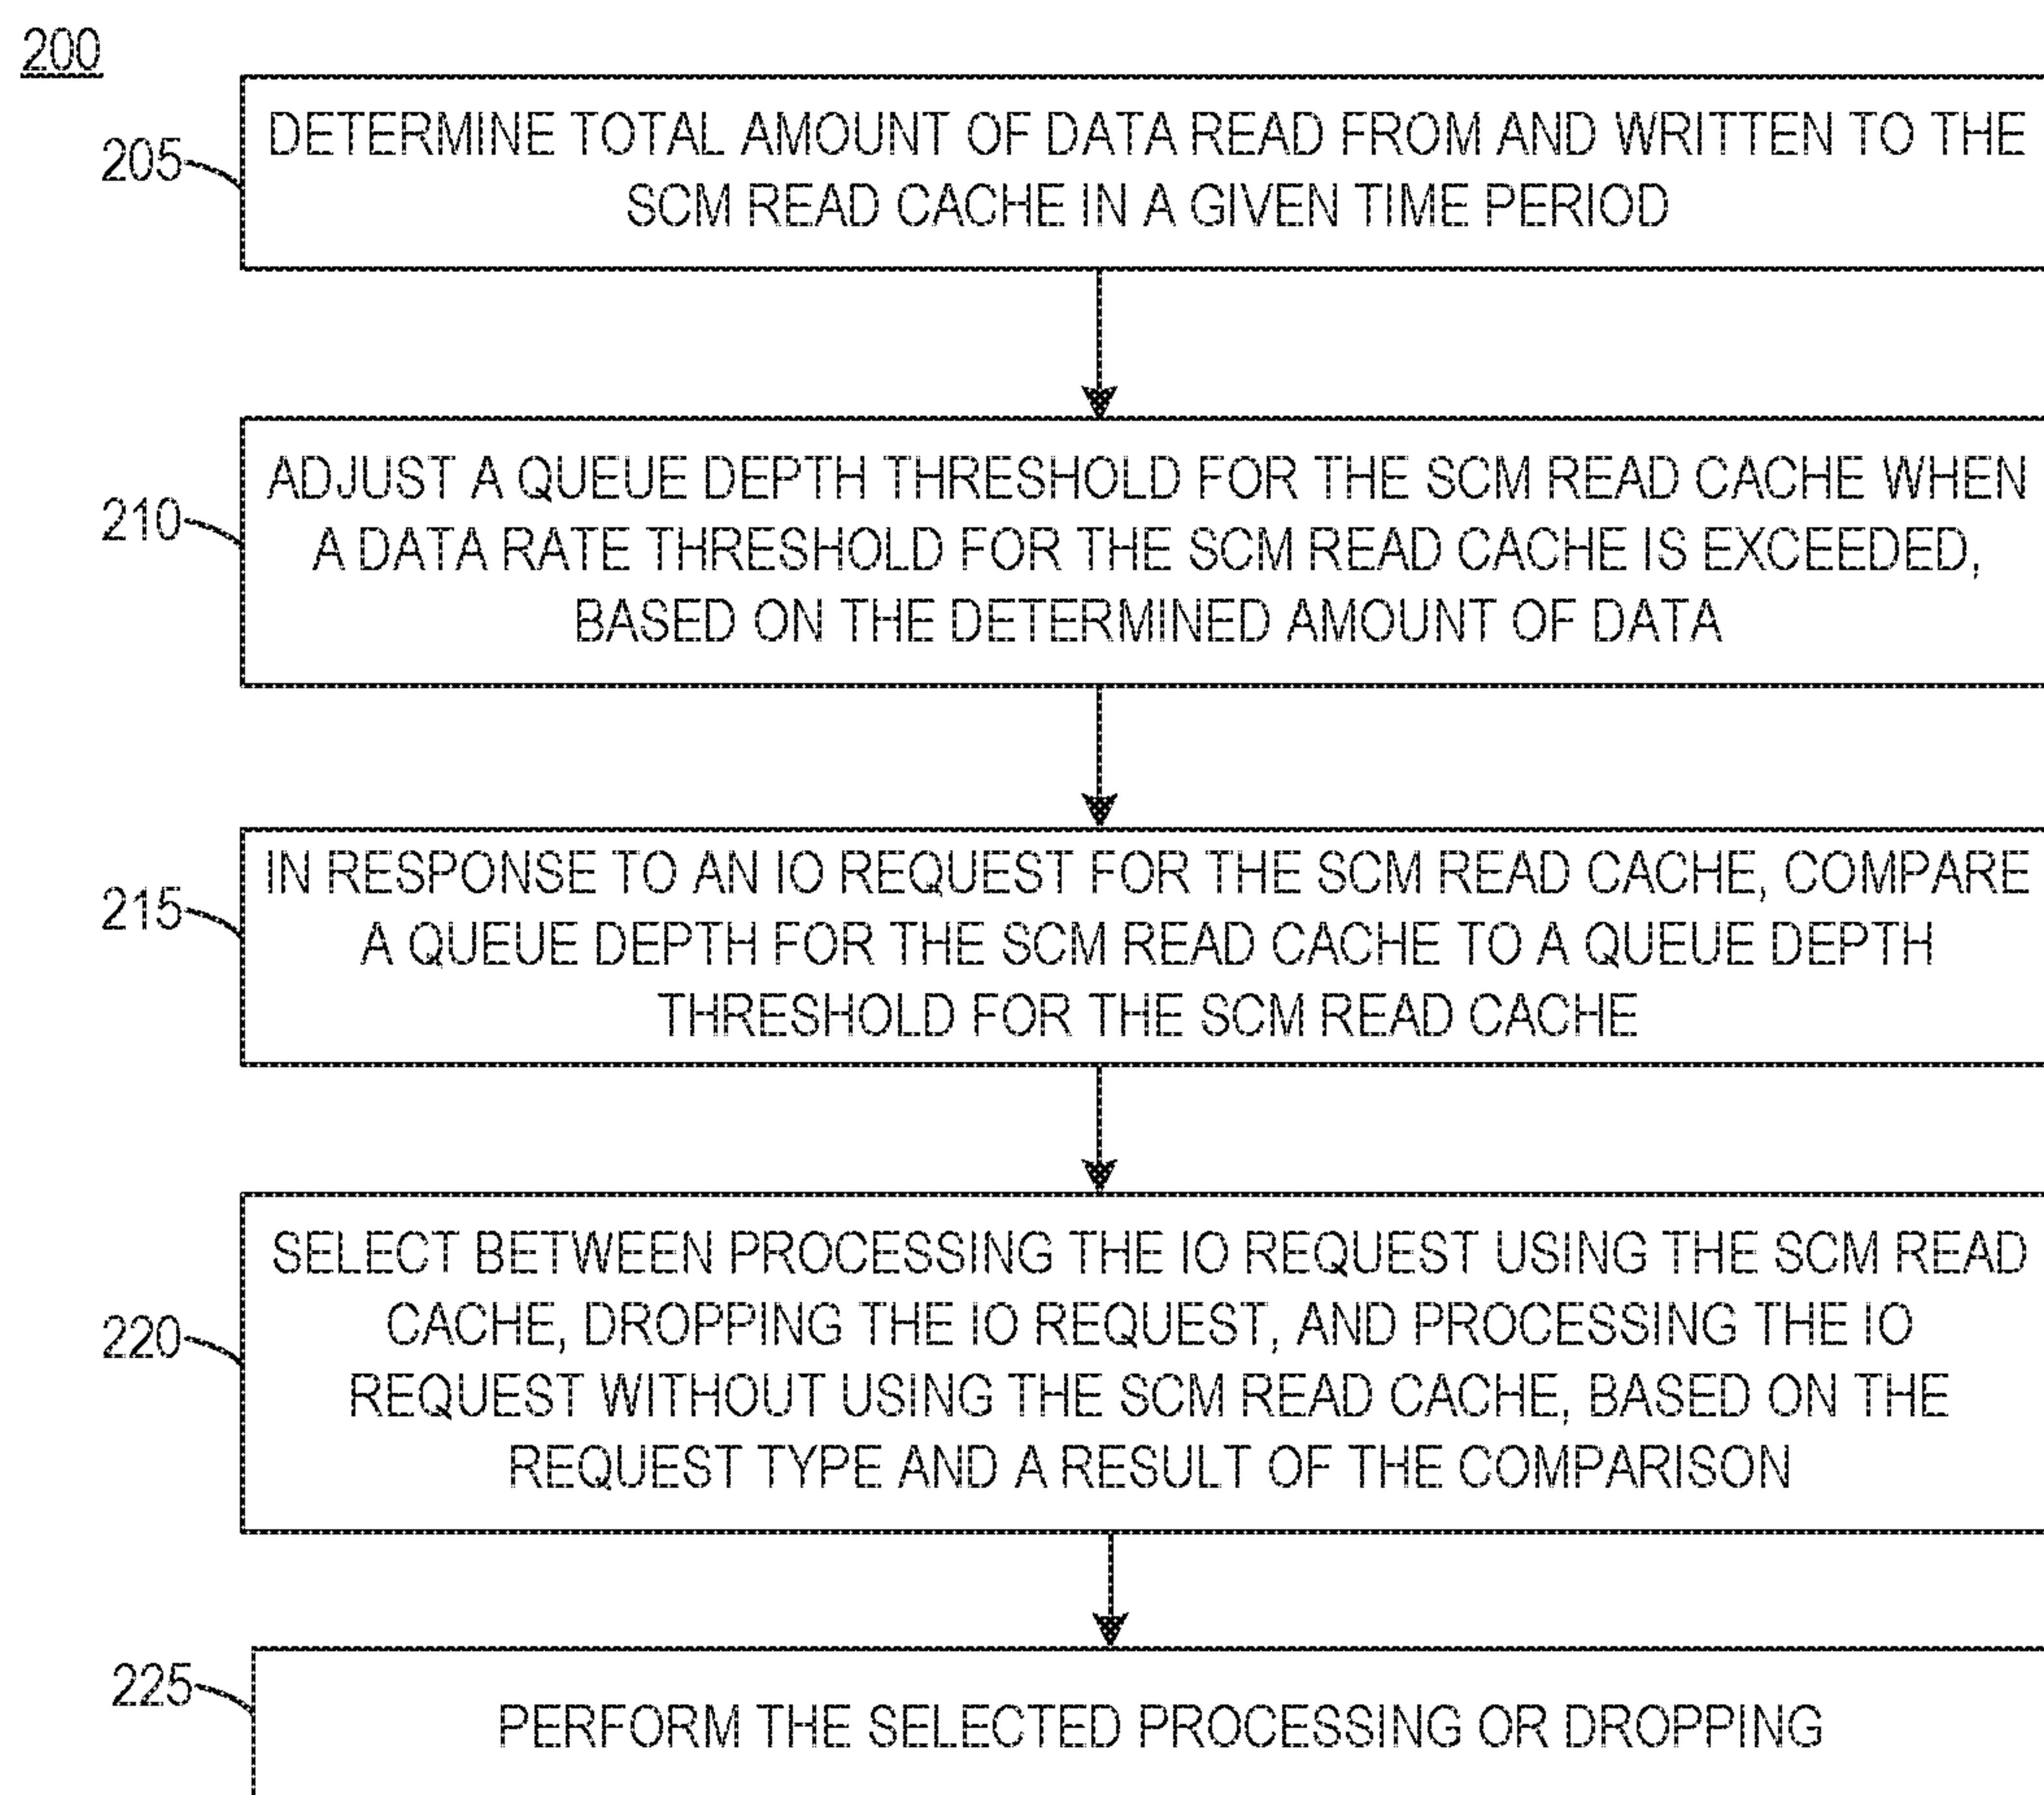 200
205
DETERMINE TOTAL AMOUNT OF DATA READ FROM AND WRITTEN TO THE
SCM READ CACHE IN A GIVEN TIME PERIOD
210
ADJUST A QUEUE DEPTH THRESHOLD FOR THE SCM READ CACHE WHEN
A DATA RATE THRESHOLD FOR THE SCM READ CACHE IS EXCEEDED,
BASED ON THE DETERMINED AMOUNT OF DATA
215
IN RESPONSE TO AN IO REQUEST FOR THE SCM READ CACHE, COMPARE
A QUEUE DEPTH FOR THE SCM READ CACHE TO A QUEUE DEPTH
THRESHOLD FOR THE SCM READ CACHE
220
SELECT BETWEEN PROCESSING THE IO REQUEST USING THE SCM READ
CACHE, DROPPING THE IO REQUEST, AND PROCESSING THE IO
REQUEST WITHOUT USING THE SCM READ CACHE, BASED ON THE
REQUEST TYPE AND A RESULT OF THE COMPARISON
225
PERFORM THE SELECTED PROCESSING OR DROPPING